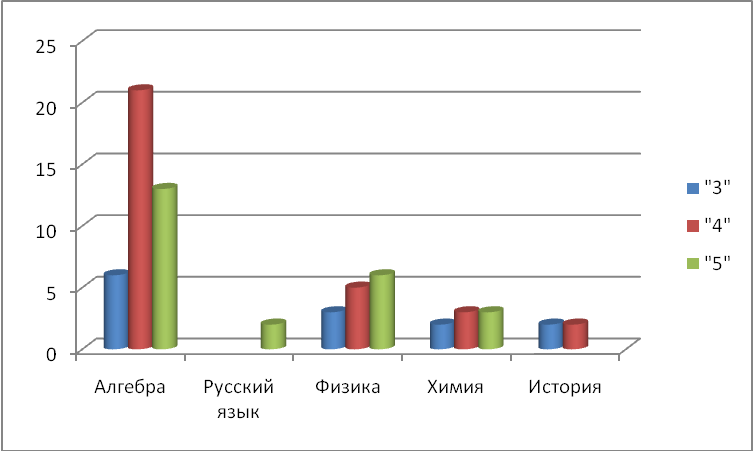 25
20
15
10
5
0
Алгебра
Русский
язык
Физика
Химия
История
"3"
"4"
"5"